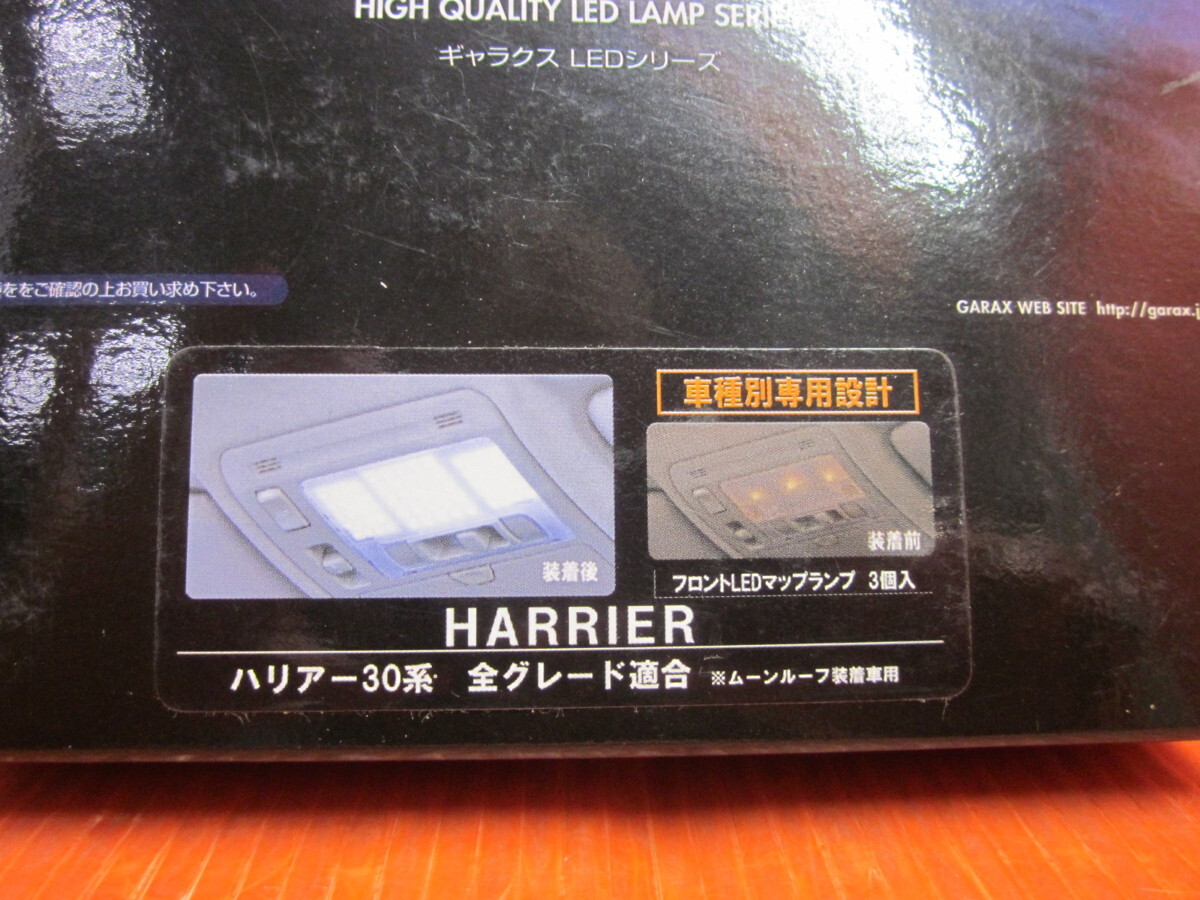 HIGH QUALITY LED LAMP SERIES
ギャラクス LEDシリーズ
をご確認の上お買い求め下さい。
GARAX WEB SITE http://garax.j
車種別専用設計
装着後
装着前
フロントLEDマップランプ 3個入
HARRIER
ハリアー30系 全グレード適合 ※ムーンルーフ装着車用